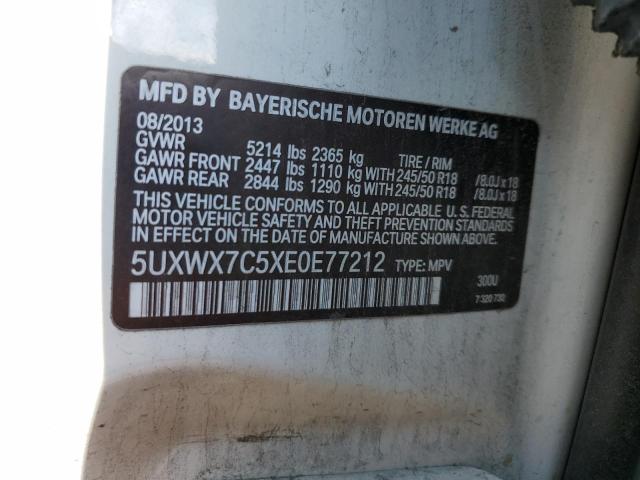 MFD BY BAYERISCHE MOTOREN WERKE AG
08/2013
GVWR 5214 lbs 2365 kg TIRE / RIM
GAWR FRONT 2447 lbs 1110 kg WITH 245/50 R18 /8.0J x 18
GAWR REAR 2844 lbs 1290 kg WITH 245/50 R18 /8.0J x 18
THIS VEHICLE CONFORMS TO ALL APPLICABLE U.S. FEDERAL
MOTOR VEHICLE SAFETY AND THEFT PREVENTION STANDARDS
IN EFFECT ON THE DATE OF MANUFACTURE SHOWN ABOVE.
5UXWX7C5XE0E77212 TYPE: MPV
300U
7 320 730